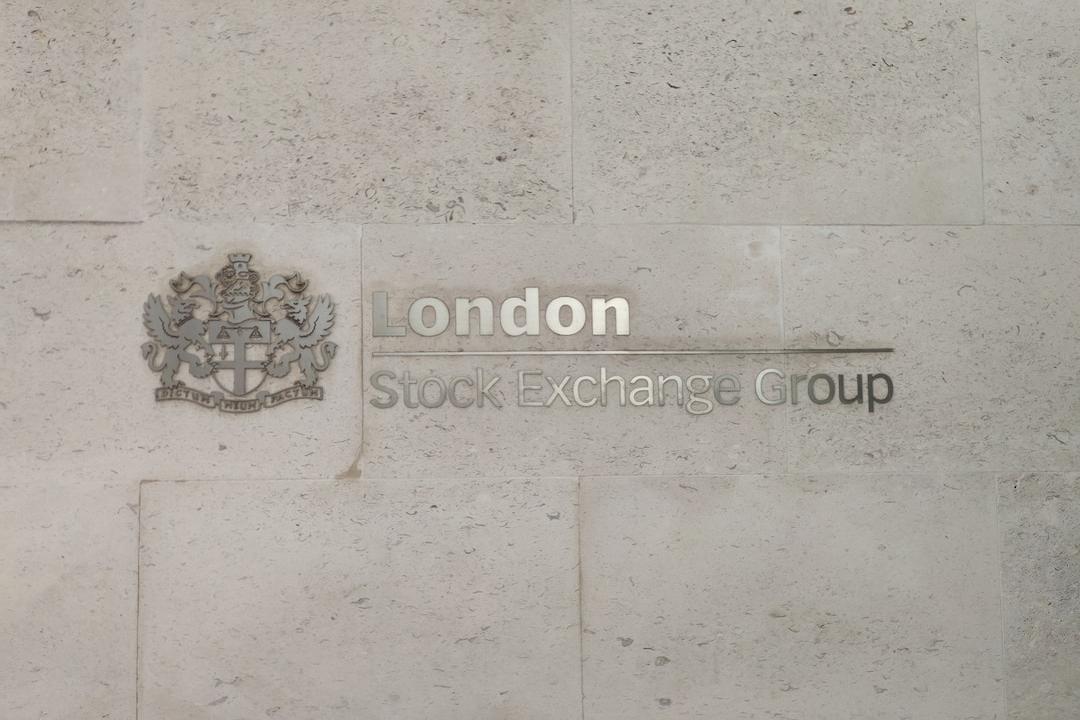 London
Stock Exchange Group
DICTUM MEUM PACTUM